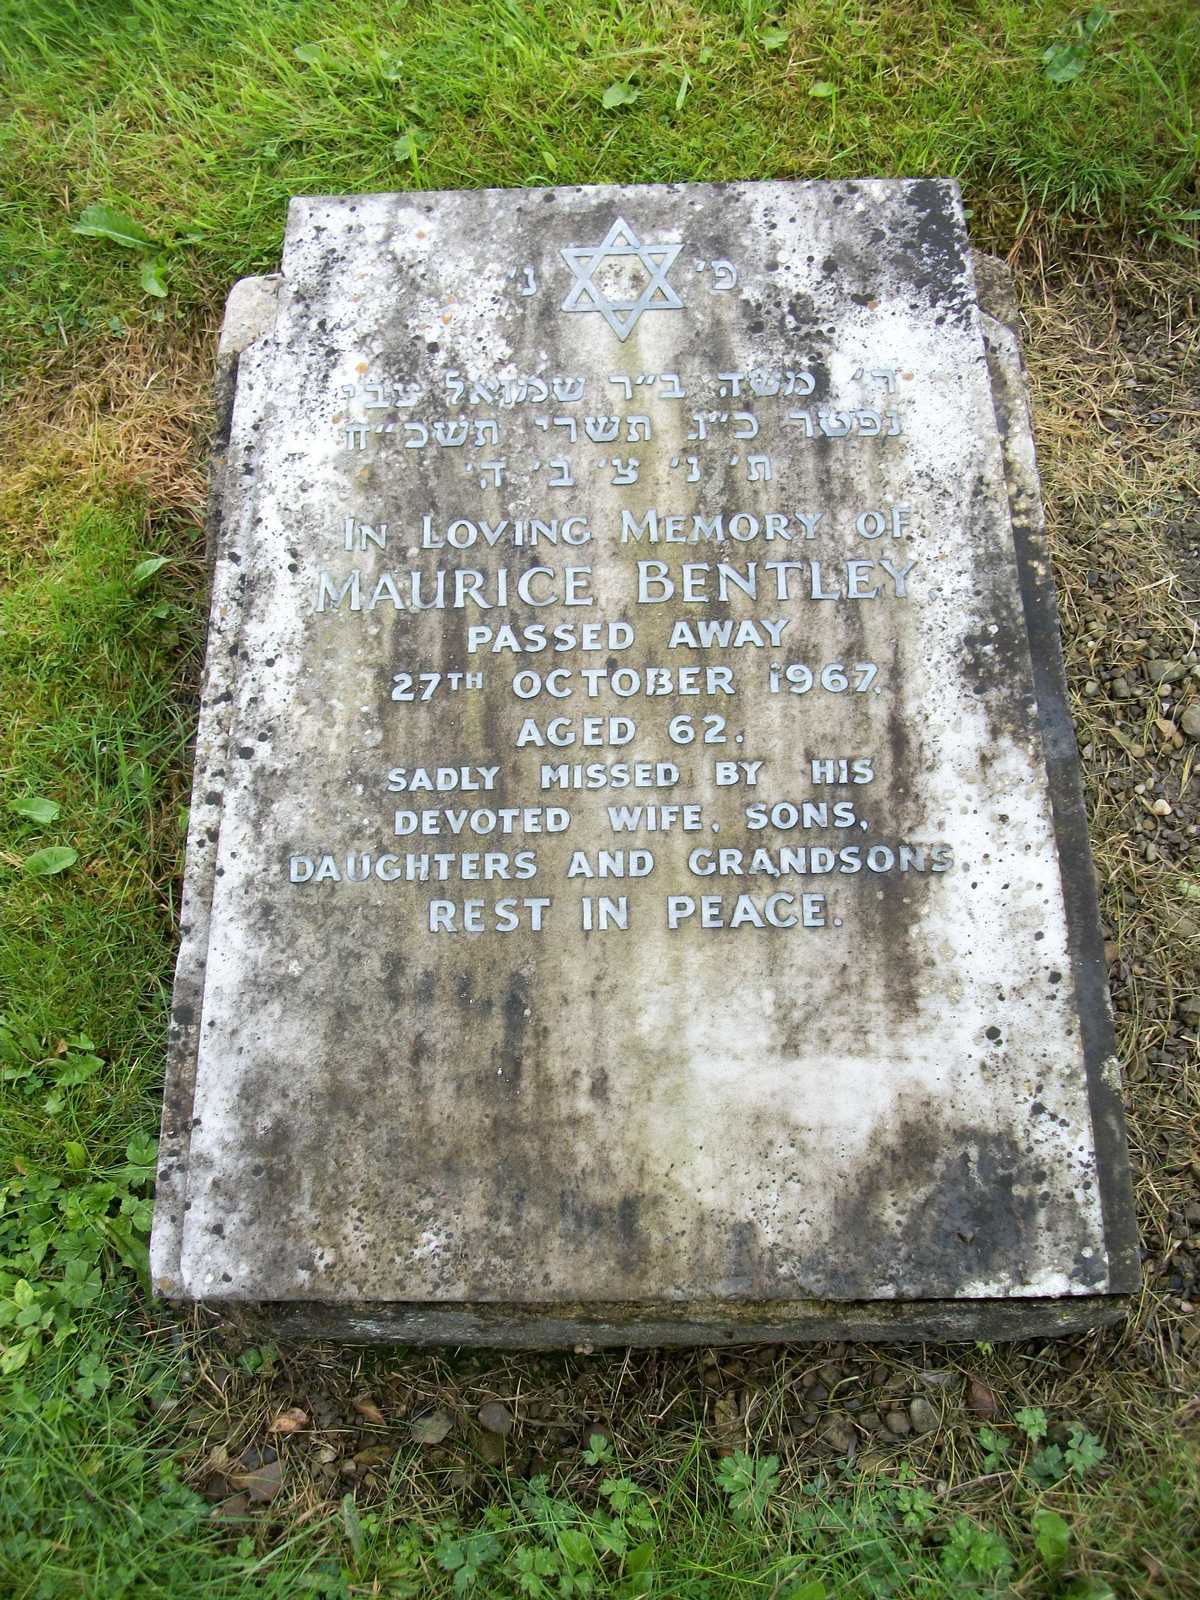 פ׳ נ׳
ר׳ משה ב״ר שמואל צבי
נפטר כ״ג תשרי תשכ״ח
ת׳ נ׳ צ׳ ב׳ ה׳
IN LOVING MEMORY OF
MAURICE BENTLEY,
PASSED AWAY
27TH OCTOBER 1967.
AGED 62.
SADLY MISSED BY HIS
DEVOTED WIFE, SONS,
DAUGHTERS AND GRANDSONS
REST IN PEACE.